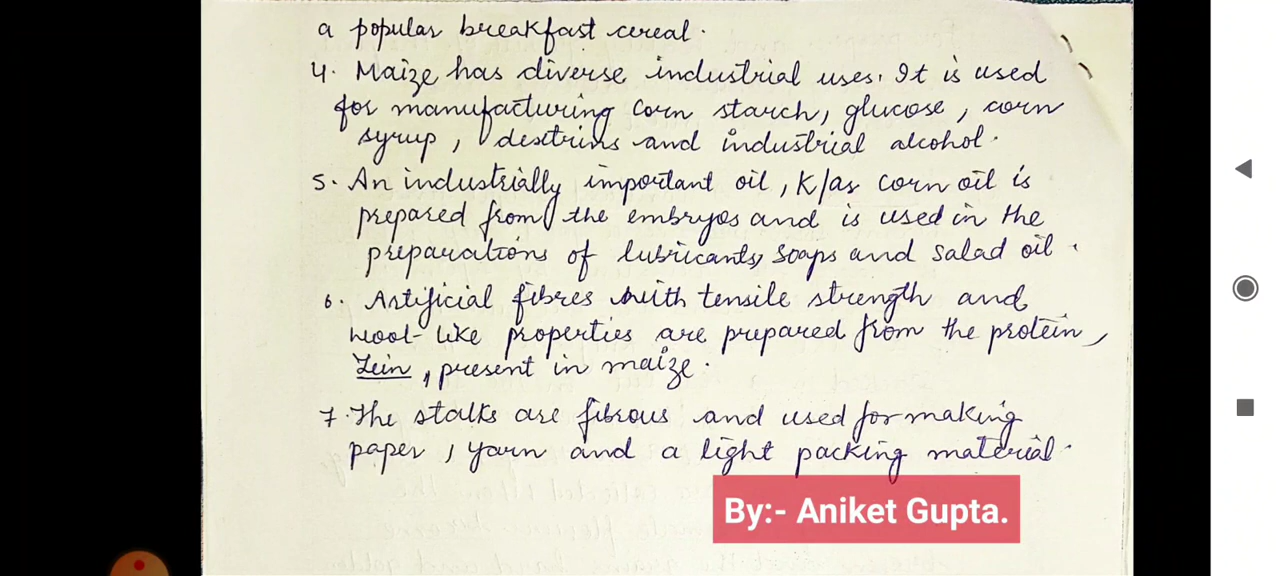 a popular breakfast cereal.
4. Maize has diverse industrial uses. It is used
for manufacturing corn starch, glucose, corn
syrup, dextrins and industrial alcohol.
5. An industrially important oil, k/as corn oil is
prepared from the embryos and is used in the
preparations of lubricants, soaps and salad oil.
6. Artificial fibres with tensile strength and
wool-like properties are prepared from the protein,
Zein, present in maize.
7. The stalks are fibrous and used for making
paper, yarn and a light packing material.
By:- Aniket Gupta.